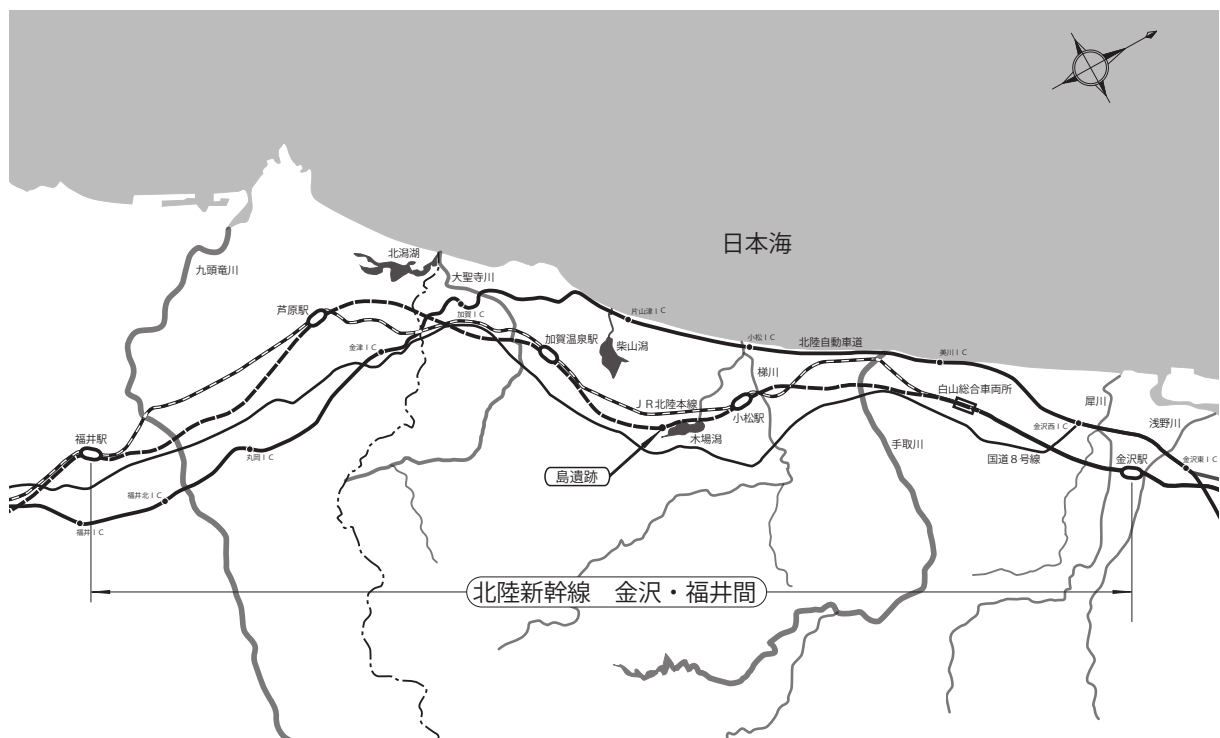 日本海
九頭竜川
北潟湖
大聖寺川
芦原駅
加賀IC
片山津IC
金津IC
加賀温泉駅
柴山潟
小松IC
北陸自動車道
美川IC
梯川
白山総合車両所
犀川
JR北陸本線
小松駅
浅野川
金沢西IC
福井駅
木場潟
手取川
国道8号線
金沢駅
金沢東IC
丸岡IC
島遺跡
福井北IC
福井IC
北陸新幹線 金沢・福井間